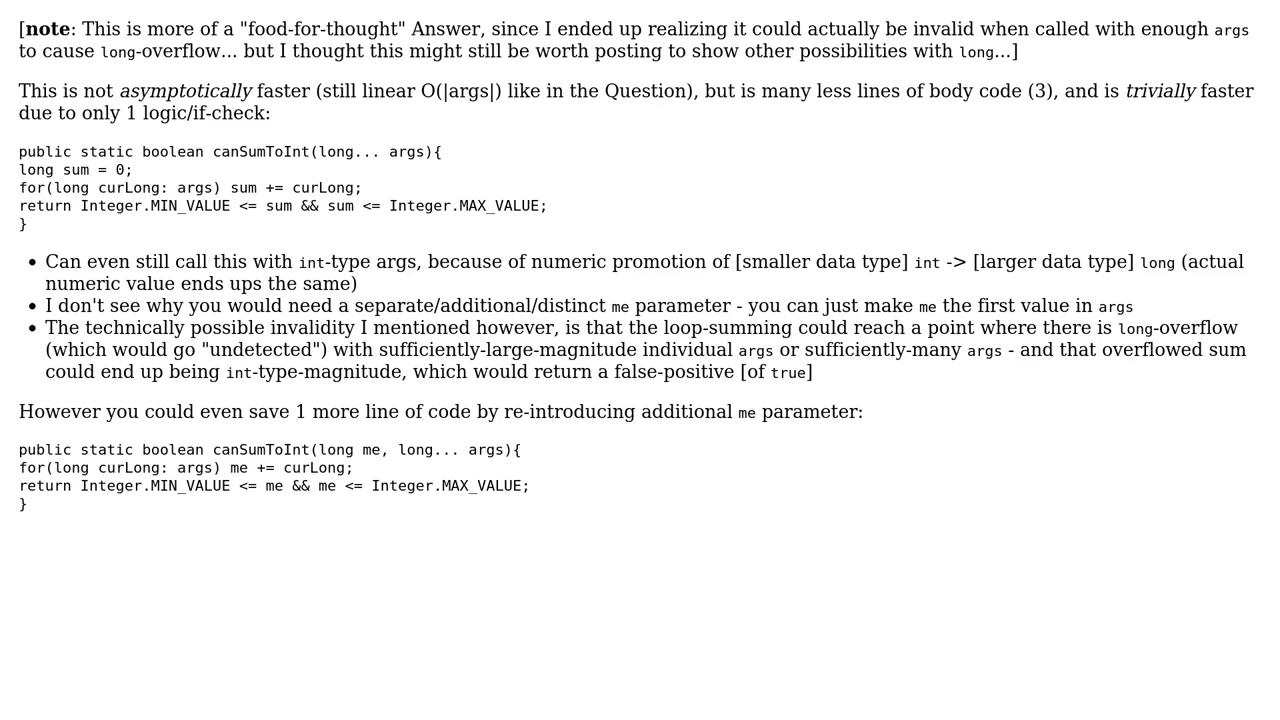 [note: This is more of a "food-for-thought" Answer, since I ended up realizing it could actually be invalid when called with enough args
to cause long-overflow... but I thought this might still be worth posting to show other possibilities with long...]
This is not asymptotically faster (still linear O(|args|) like in the Question), but is many less lines of body code (3), and is trivially faster
due to only 1 logic/if-check:
public static boolean canSumToInt(long... args){
long sum = 0;
for(long curLong: args) sum += curLong;
return Integer.MIN_VALUE <= sum && sum <= Integer.MAX_VALUE;
}
• Can even still call this with int-type args, because of numeric promotion of [smaller data type] int -> [larger data type] long (actual
numeric value ends ups the same)
• I don't see why you would need a separate/additional/distinct me parameter - you can just make me the first value in args
• The technically possible invalidity I mentioned however, is that the loop-summing could reach a point where there is long-overflow
(which would go "undetected") with sufficiently-large-magnitude individual args or sufficiently-many args - and that overflowed sum
could end up being int-type-magnitude, which would return a false-positive [of true]
However you could even save 1 more line of code by re-introducing additional me parameter:
public static boolean canSumToInt(long me, long... args){
for(long curLong: args) me += curLong;
return Integer.MIN_VALUE <= me && me <= Integer.MAX_VALUE;
}